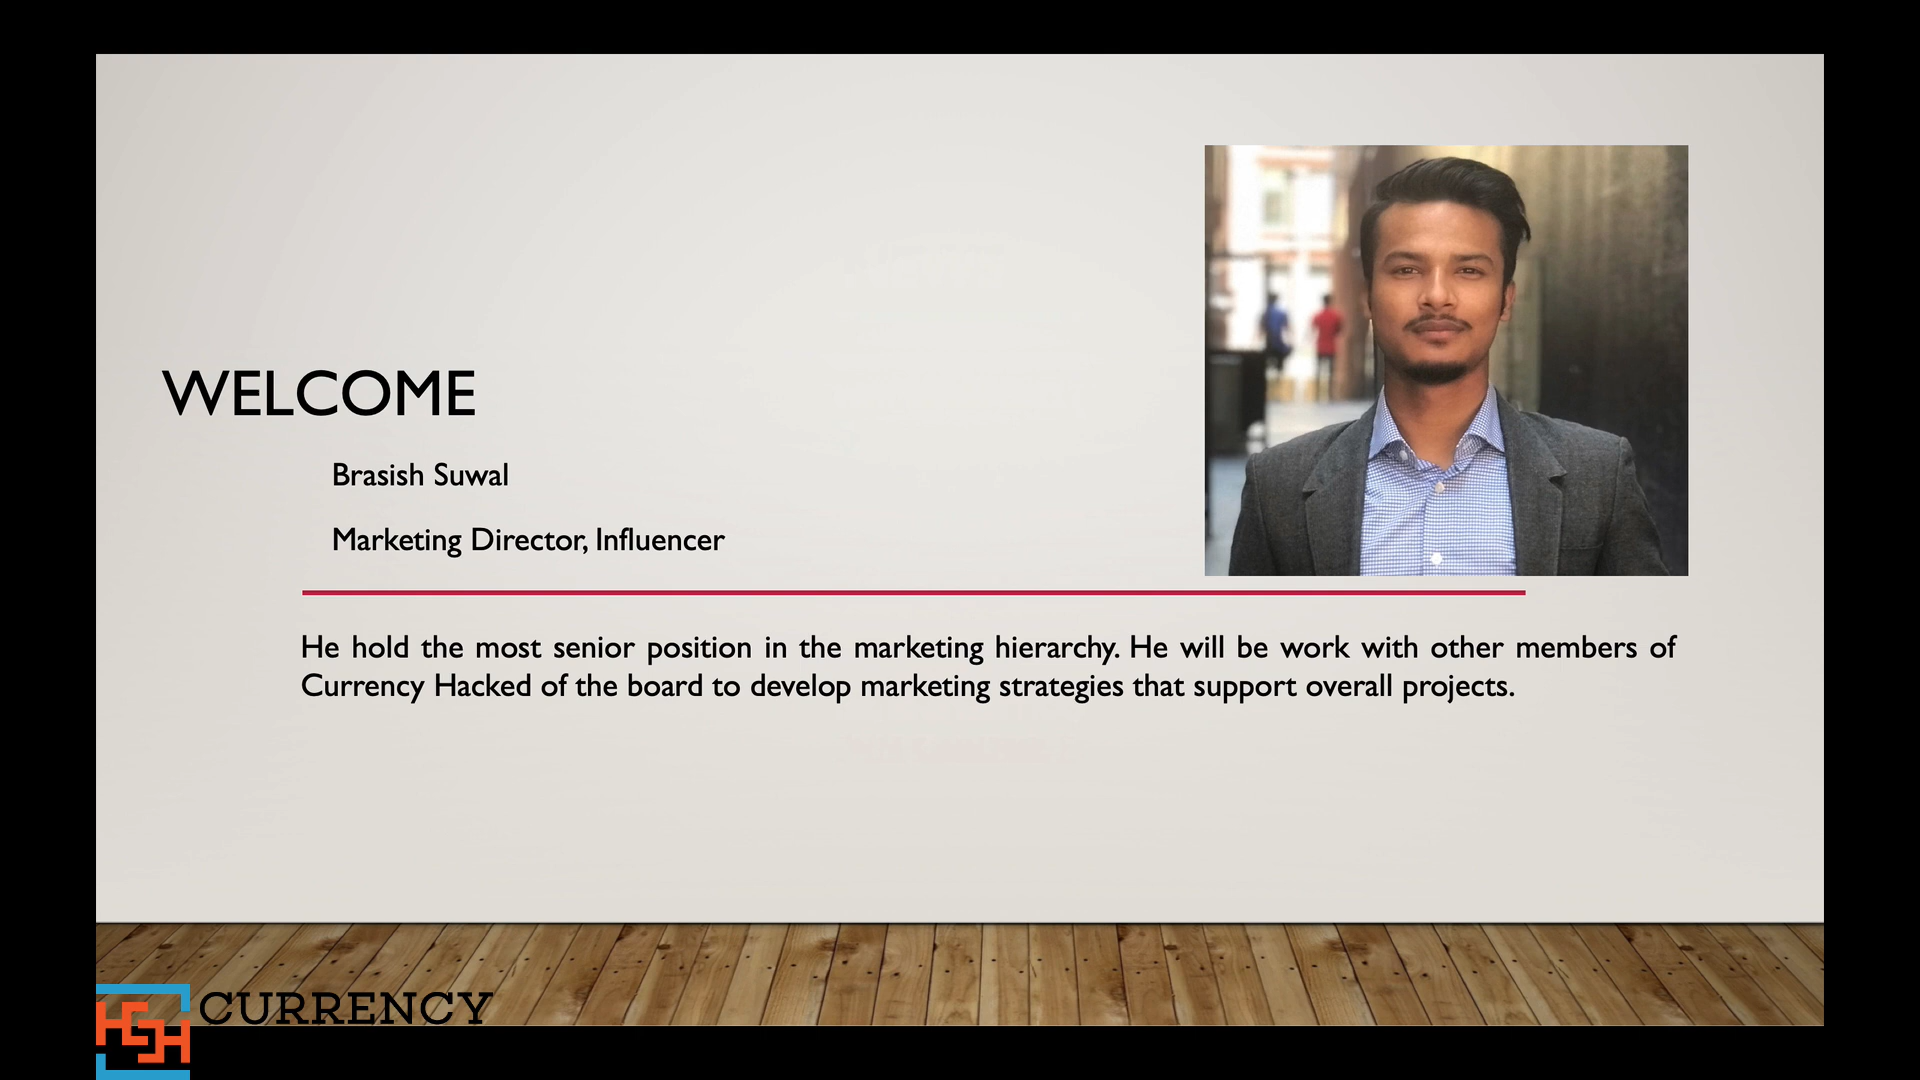 WELCOME
Brasish Suwal
Marketing Director, Influencer
He hold the most senior position in the marketing hierarchy. He will be work with other members of
Currency Hacked of the board to develop marketing strategies that support overall projects.
HSH CURRENCY